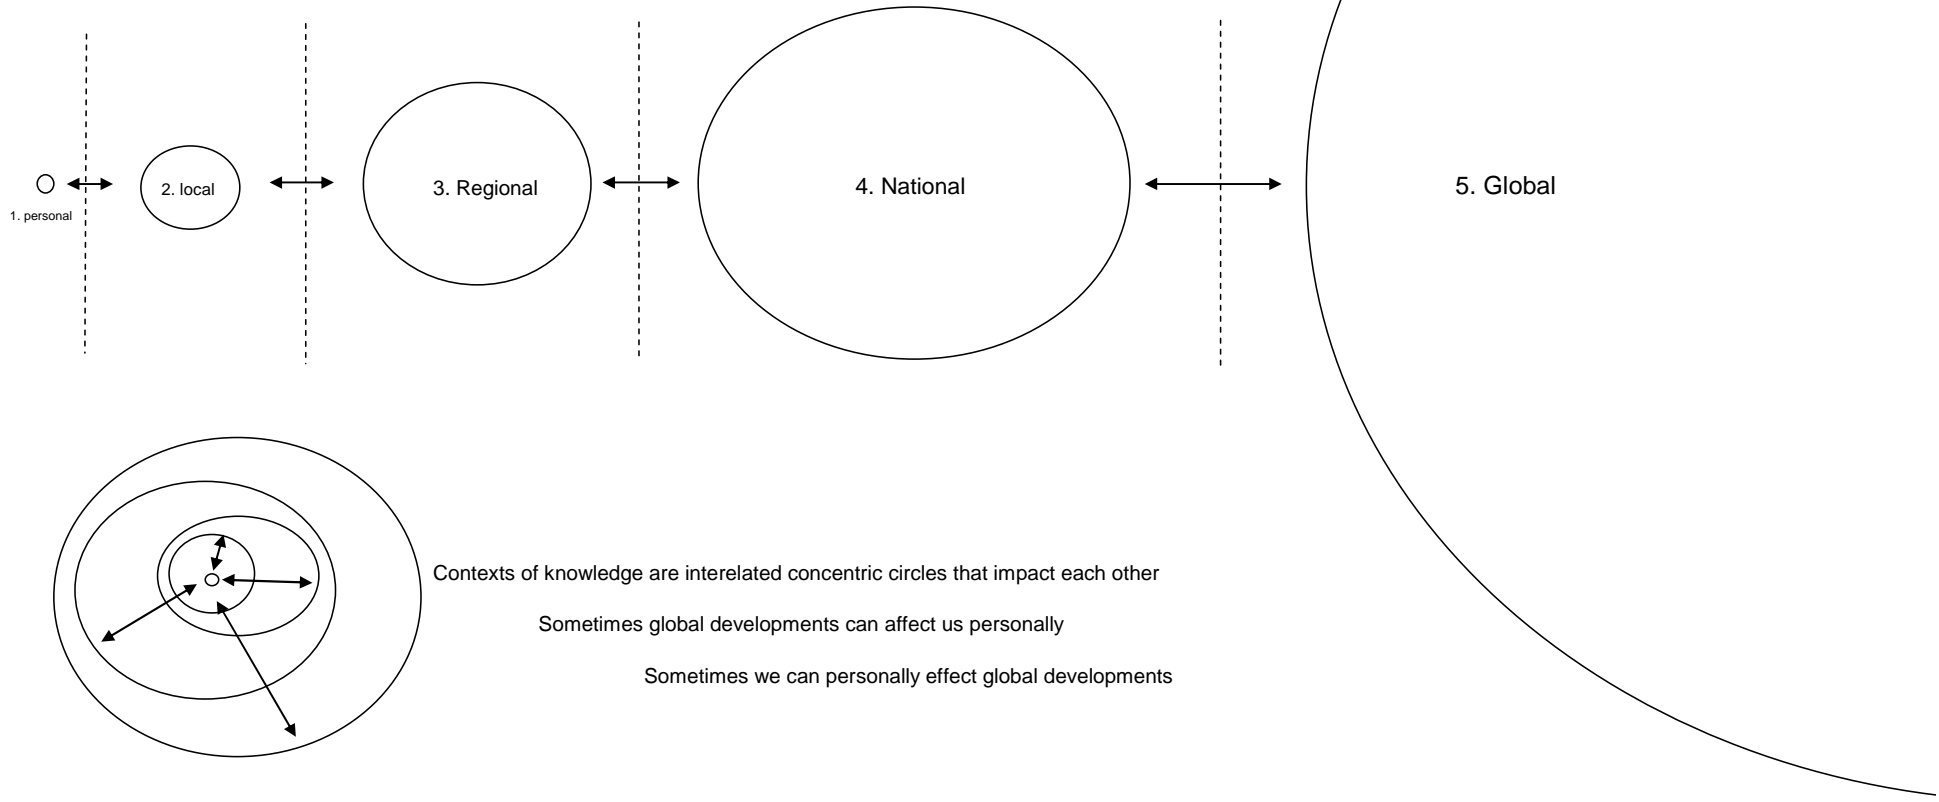 1. personal
2. local
3. Regional
4. National
5. Global
Contexts of knowledge are interelated concentric circles that impact each other
Sometimes global developments can affect us personally
Sometimes we can personally effect global developments